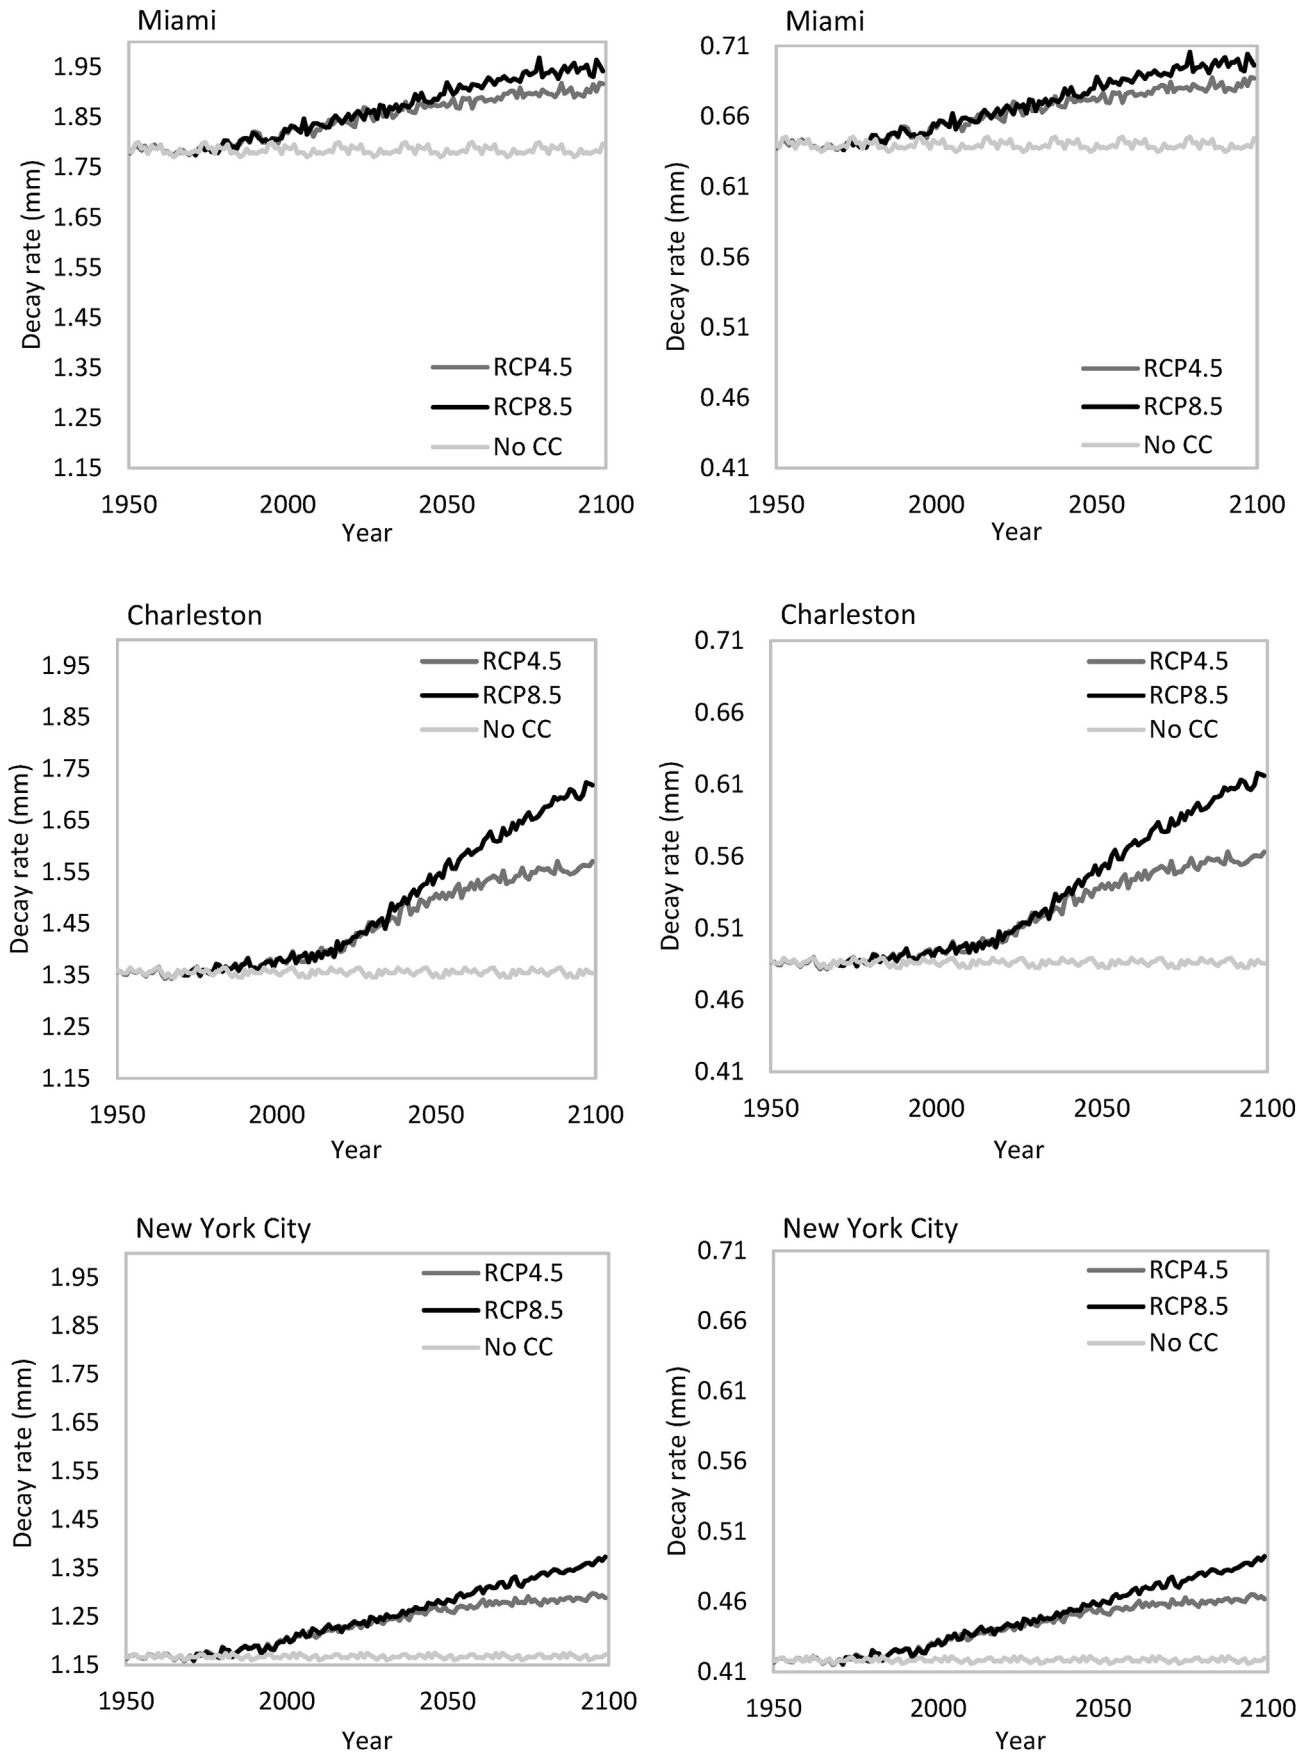 Miami
1.95
1.85
1.75
1.65
1.55
1.45
1.35
1.25
1.15
Decay rate (mm)
RCP4.5
RCP8.5
No CC
1950 2000 2050 2100
Year
Miami
0.71
0.66
0.61
0.56
0.51
0.46
0.41
Decay rate (mm)
RCP4.5
RCP8.5
No CC
1950 2000 2050 2100
Year
Charleston
1.95
1.85
1.75
1.65
1.55
1.45
1.35
1.25
1.15
Decay rate (mm)
RCP4.5
RCP8.5
No CC
1950 2000 2050 2100
Year
Charleston
0.71
0.66
0.61
0.56
0.51
0.46
0.41
Decay rate (mm)
RCP4.5
RCP8.5
No CC
1950 2000 2050 2100
Year
New York City
1.95
1.85
1.75
1.65
1.55
1.45
1.35
1.25
1.15
Decay rate (mm)
RCP4.5
RCP8.5
No CC
1950 2000 2050 2100
Year
New York City
0.71
0.66
0.61
0.56
0.51
0.46
0.41
Decay rate (mm)
RCP4.5
RCP8.5
No CC
1950 2000 2050 2100
Year